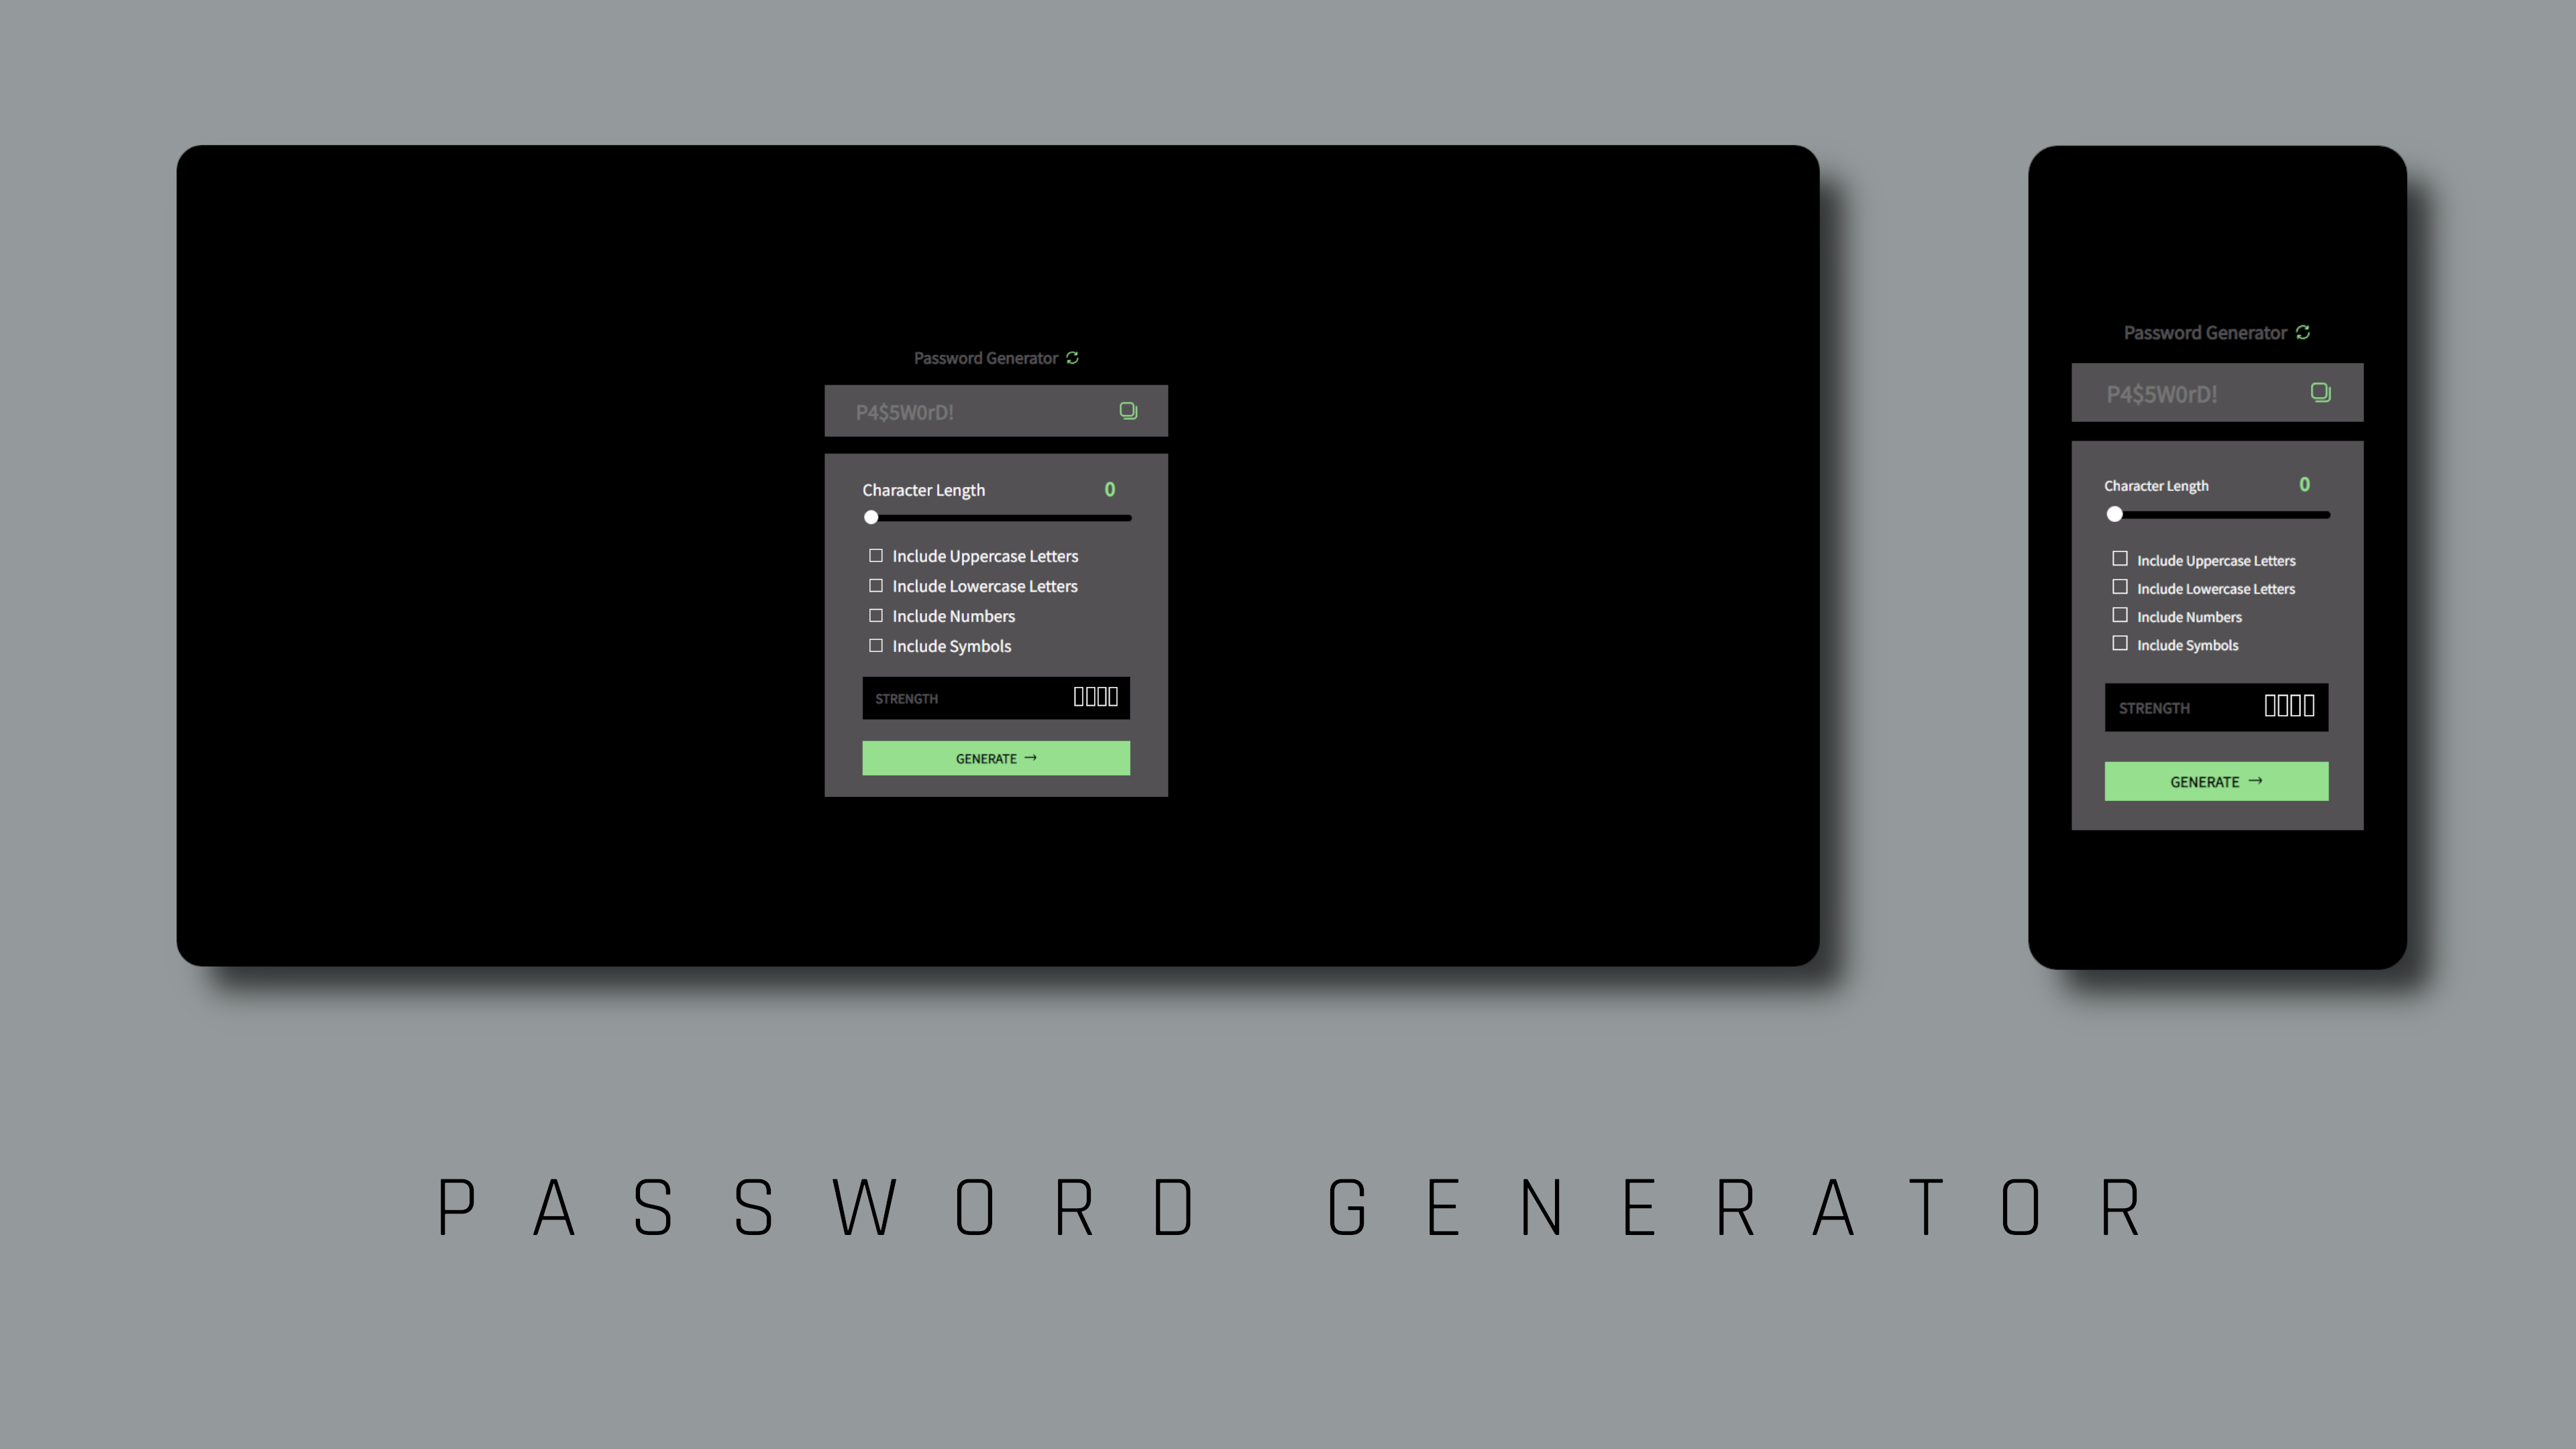 Password Generator
P4$5W0rD!
Character Length 0
Include Uppercase Letters
Include Lowercase Letters
Include Numbers
Include Symbols
STRENGTH
GENERATE →
Password Generator
P4$5W0rD!
Character Length 0
Include Uppercase Letters
Include Lowercase Letters
Include Numbers
Include Symbols
STRENGTH
GENERATE →
PASSWORD GENERATOR